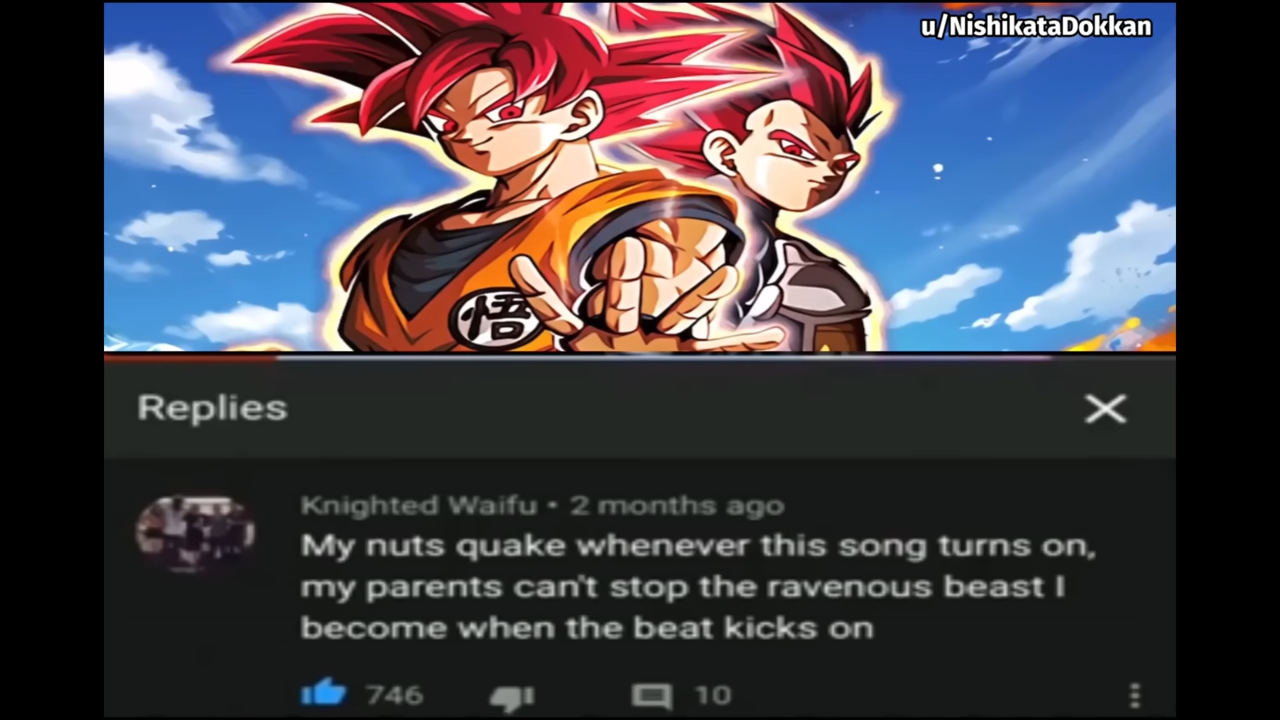 u/NishikataDokkan
悟
Replies
Knighted Waifu • 2 months ago
My nuts quake whenever this song turns on,
my parents can't stop the ravenous beast I
become when the beat kicks on
746
10